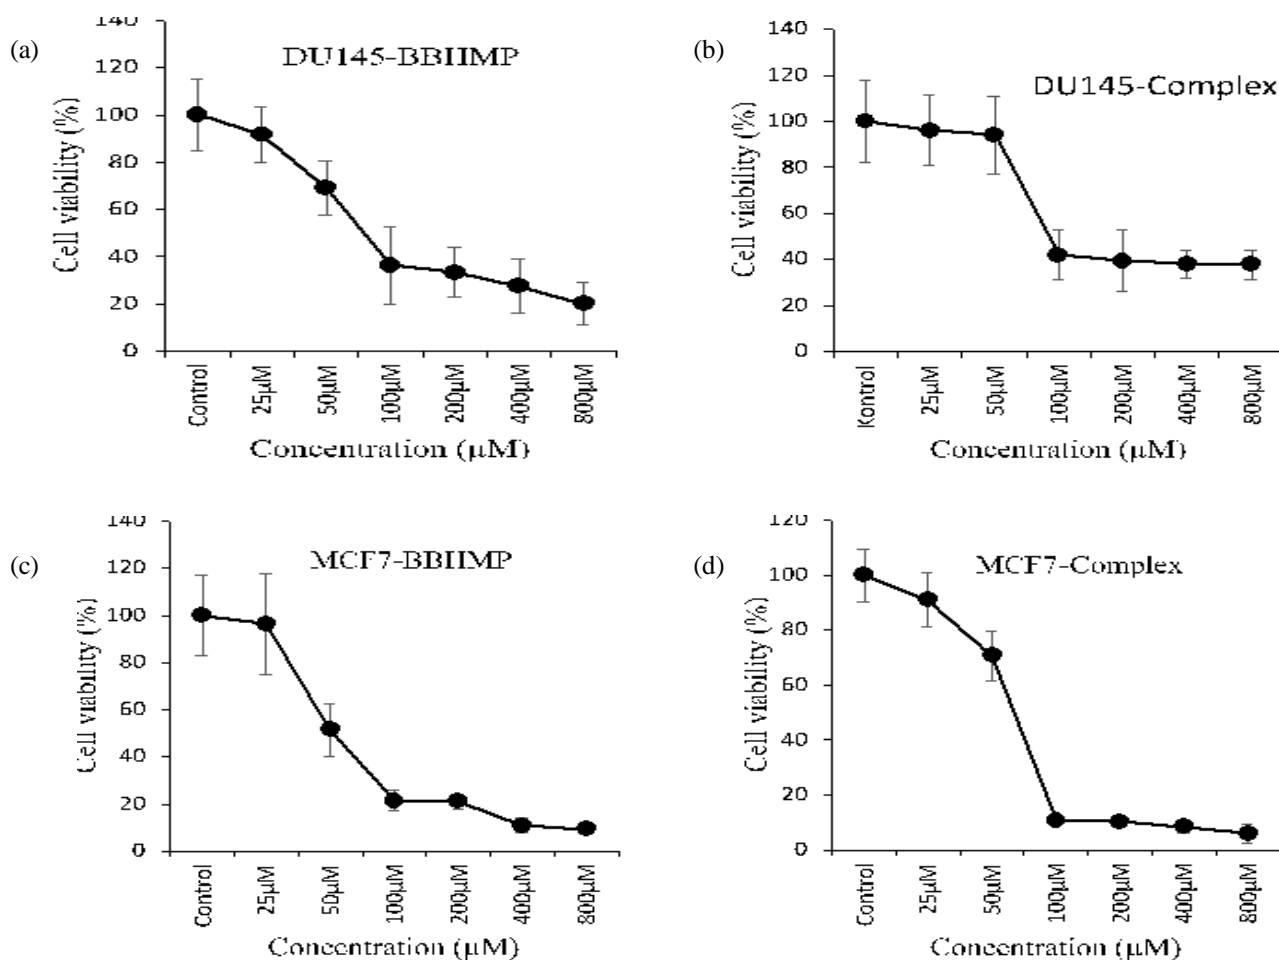 (a)
DU145-BBHMP
Cell viability (%)
140
120
100
80
60
40
20
0
Control
25µM
50µM
100µM
200µM
400µM
800µM
Concentration (µM)
(b)
DU145-Complex
Cell viability (%)
140
120
100
80
60
40
20
0
Kontrol
25µM
50µM
100µM
200µM
400µM
800µM
Concentration (µM)
(c)
MCF7-BBHMP
Cell viability (%)
140
120
100
80
60
40
20
0
Control
25µM
50µM
100µM
200µM
400µM
800µM
Concentration (µM)
(d)
MCF7-Complex
Cell viability (%)
120
100
80
60
40
20
0
Control
25µM
50µM
100µM
200µM
400µM
800µM
Concentration (µM)